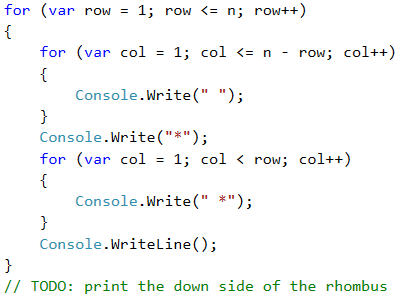 for (var row = 1; row <= n; row++)
{
    for (var col = 1; col <= n - row; col++)
    {
        Console.Write(" ");
    }
    Console.Write("*");
    for (var col = 1; col < row; col++)
    {
        Console.Write(" *");
    }
    Console.WriteLine();
}
// TODO: print the down side of the rhombus